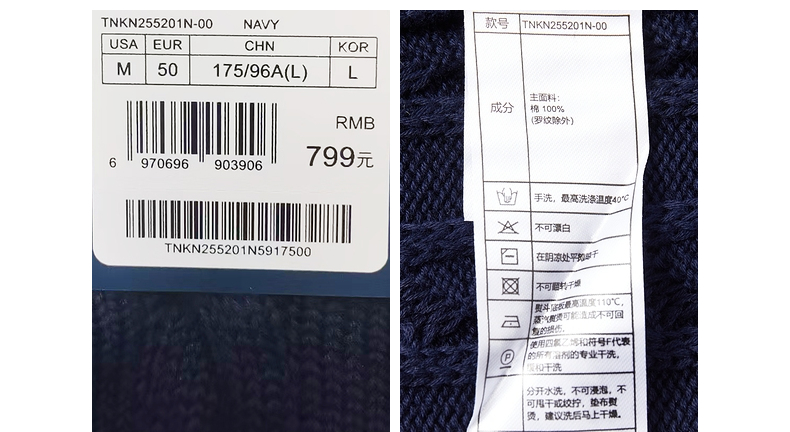 TNKN255201N-00 NAVY
USA EUR CHN KOR
M 50 175/96A(L) L
6 970696 903906
RMB
799元
TNKN255201N5917500
款号 TNKN255201N-00
成分
主面料:
棉 100%
(罗纹除外)
手洗，最高洗涤温度40℃
不可漂白
在阴凉处平摊晾干
不可翻转干燥
熨斗底板最高温度110℃，
蒸汽熨烫可能造成不可回
复的损伤。
P
使用四氯乙烯和符号F代表
的所有溶剂的专业干洗，
缓和干洗
分开水洗，不可浸泡，不
可甩干或绞拧，垫布熨
烫，建议洗后马上干燥。